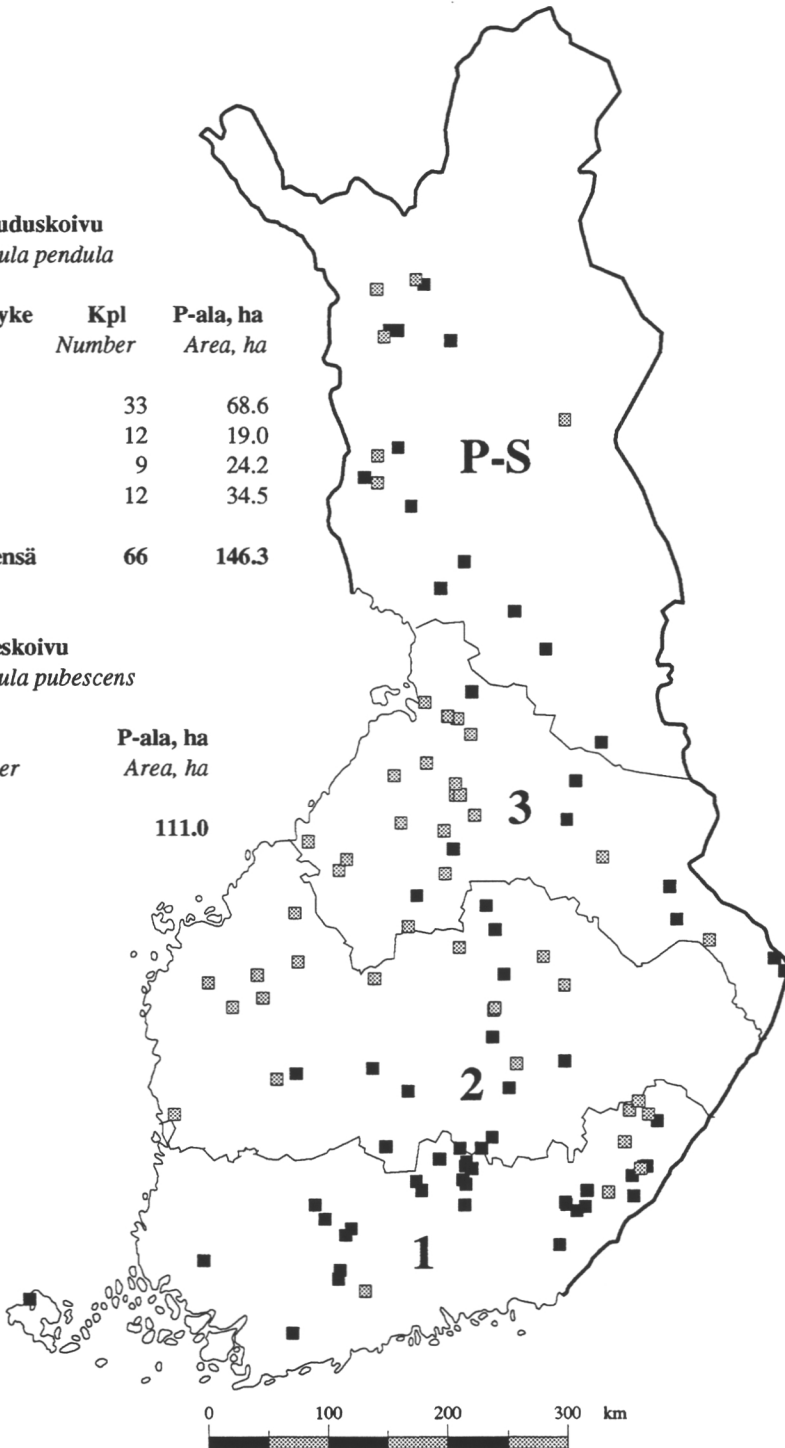 uduskoivu
ula pendula
yke Kpl P-ala, ha
Number Area, ha
33 68.6
12 19.0
9 24.2
12 34.5
ensä 66 146.3
eskoivu
ula pubescens
P-ala, ha
er Area, ha
111.0
P-S
3
2
1
0 100 200 300 km